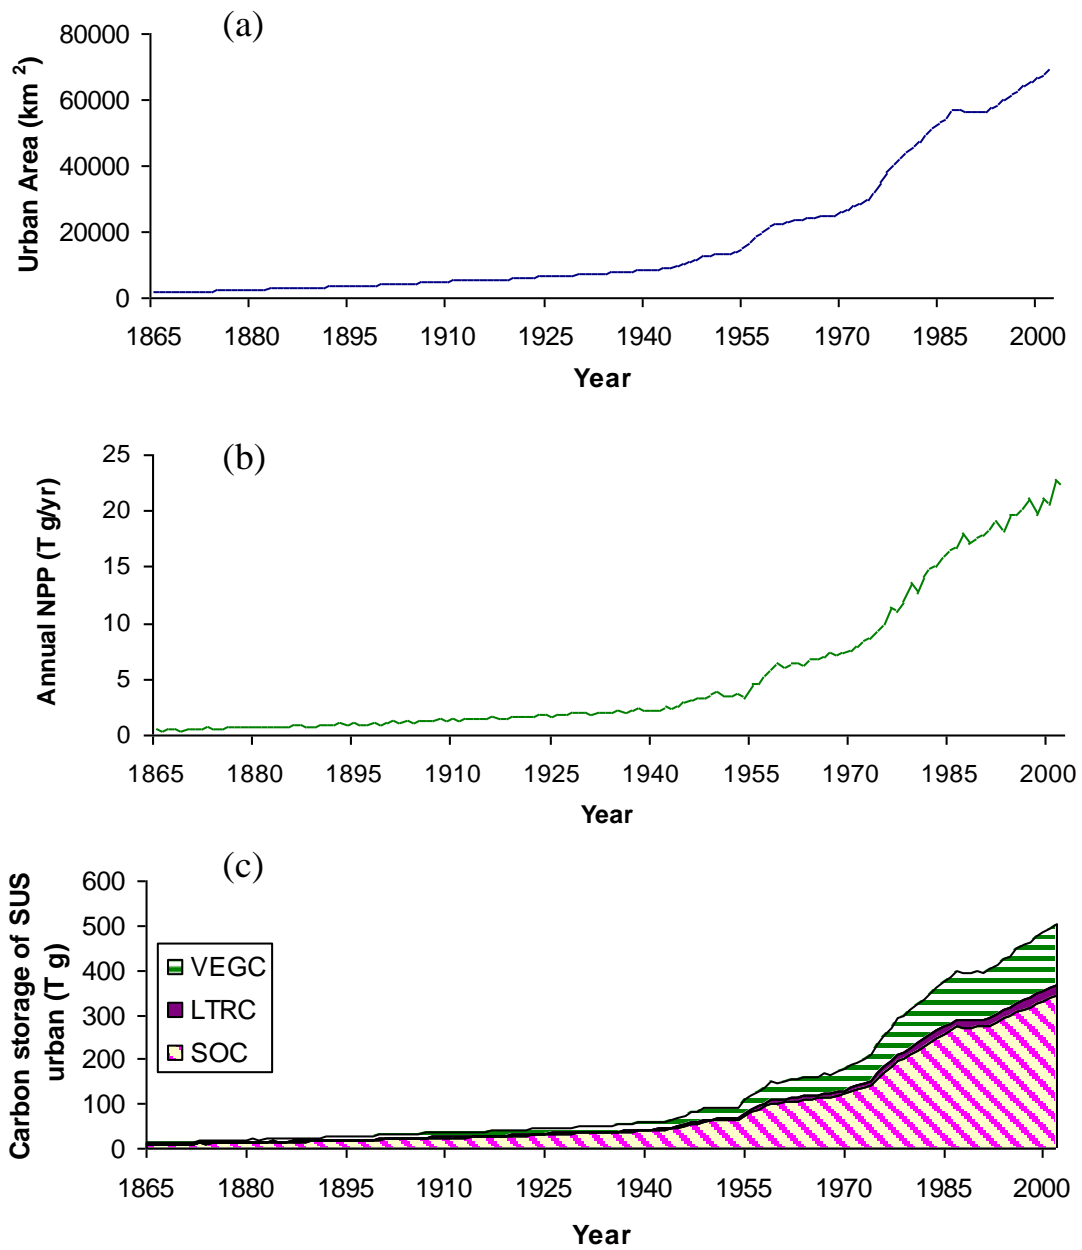 (a)
80000
60000
40000
20000
0
Urban Area (km 2)
1865 1880 1895 1910 1925 1940 1955 1970 1985 2000
Year
(b)
25
20
15
10
5
0
Annual NPP (T g/yr)
1865 1880 1895 1910 1925 1940 1955 1970 1985 2000
Year
(c)
600
500
400
300
200
100
0
Carbon storage of SUS
urban (T g)
VEGC
LTRC
SOC
1865 1880 1895 1910 1925 1940 1955 1970 1985 2000
Year